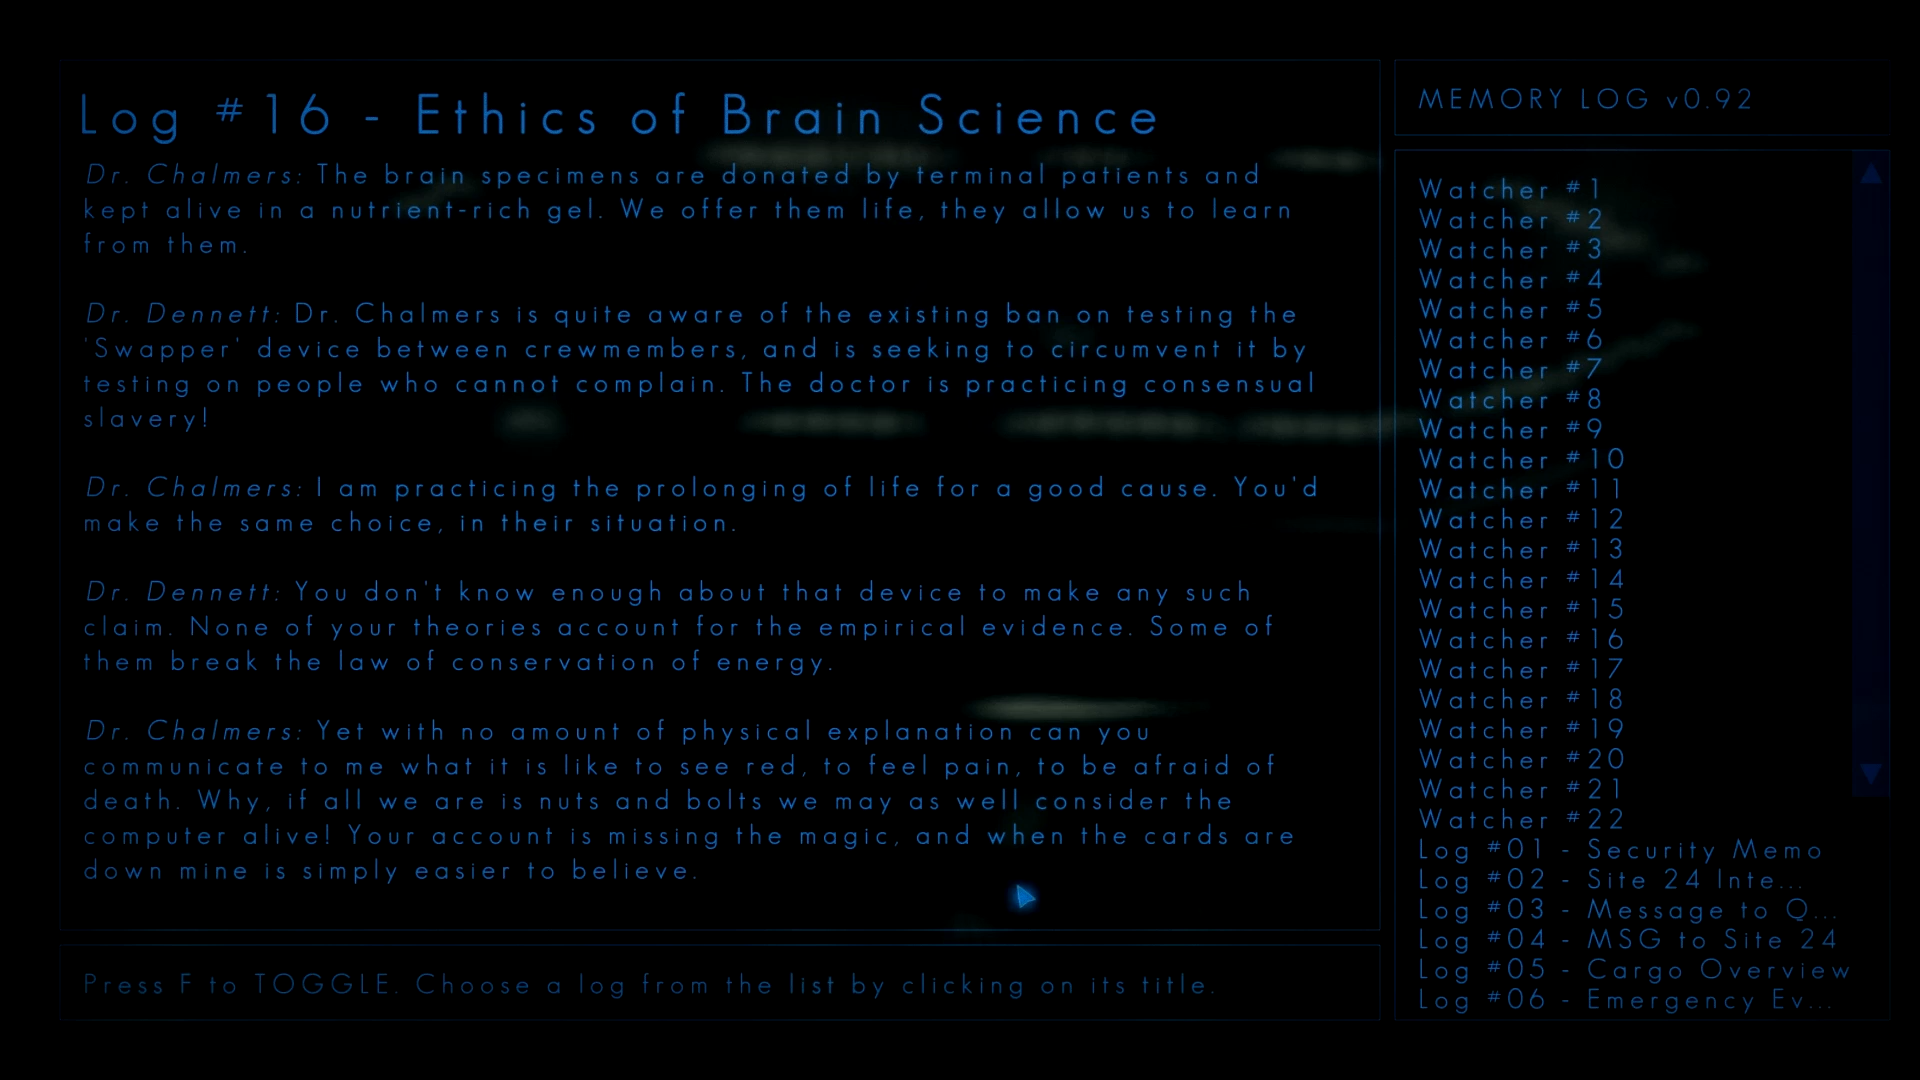 Log #16 - Ethics of Brain Science
Dr. Chalmers: The brain specimens are donated by terminal patients and
kept alive in a nutrient-rich gel. We offer them life, they allow us to learn
from them.
Dr. Dennett: Dr. Chalmers is quite aware of the existing ban on testing the
'Swapper' device between crewmembers, and is seeking to circumvent it by
testing on people who cannot complain. The doctor is practicing consensual
slavery!
Dr. Chalmers: I am practicing the prolonging of life for a good cause. You'd
make the same choice, in their situation.
Dr. Dennett: You don't know enough about that device to make any such
claim. None of your theories account for the empirical evidence. Some of
them break the law of conservation of energy.
Dr. Chalmers: Yet with no amount of physical explanation can you
communicate to me what it is like to see red, to feel pain, to be afraid of
death. Why, if all we are is nuts and bolts we may as well consider the
computer alive! Your account is missing the magic, and when the cards are
down mine is simply easier to believe.
Press F to TOGGLE. Choose a log from the list by clicking on its title.
MEMORY LOG v0.92
Watcher #1
Watcher #2
Watcher #3
Watcher #4
Watcher #5
Watcher #6
Watcher #7
Watcher #8
Watcher #9
Watcher #10
Watcher #11
Watcher #12
Watcher #13
Watcher #14
Watcher #15
Watcher #16
Watcher #17
Watcher #18
Watcher #19
Watcher #20
Watcher #21
Watcher #22
Log #01 - Security Memo
Log #02 - Site 24 Inte...
Log #03 - Message to Q...
Log #04 - MSG to Site 24
Log #05 - Cargo Overview
Log #06 - Emergency Ev...